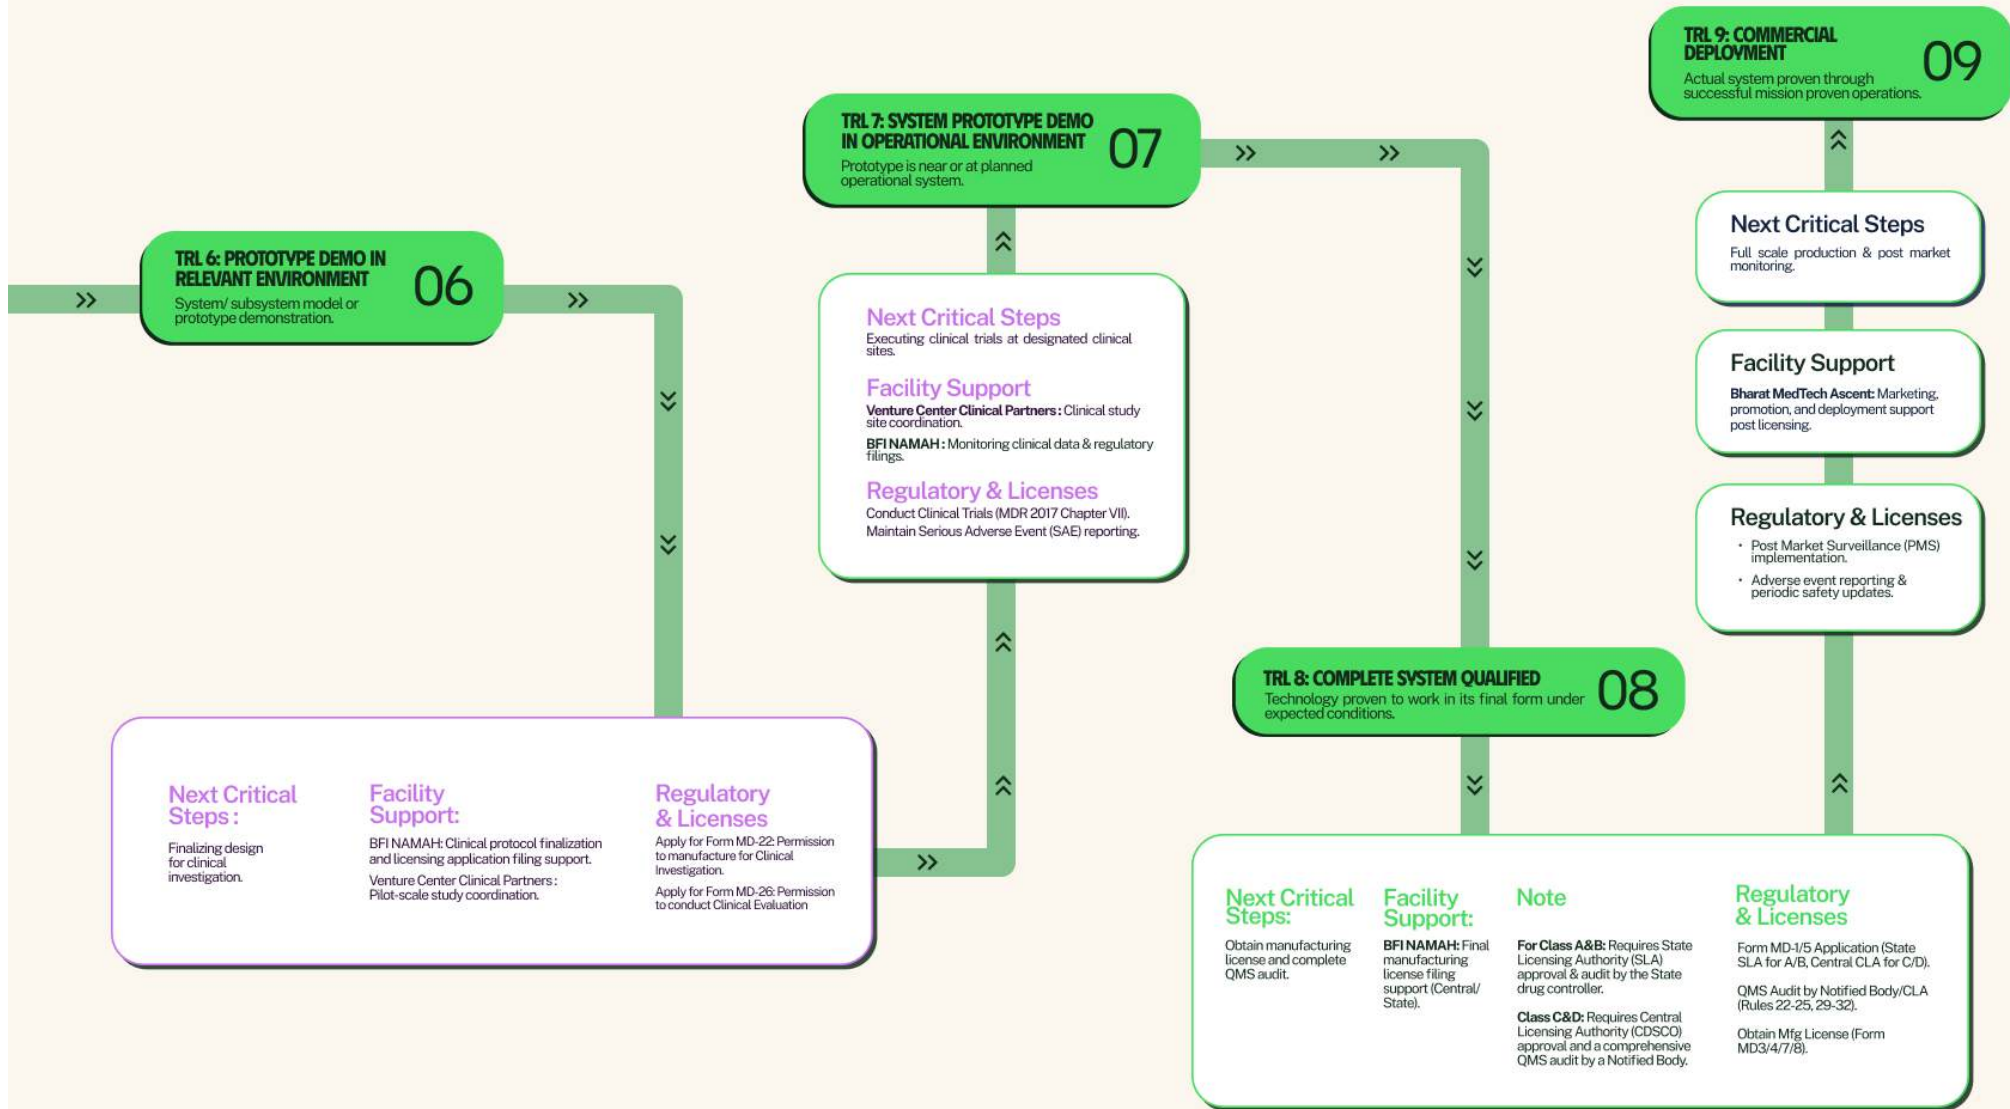 TRL 6: PROTOTYPE DEMO IN
RELEVANT ENVIRONMENT
System/ subsystem model or
prototype demonstration.
06
Next Critical
Steps :
Finalizing design
for clinical
investigation.
Facility
Support:
BFI NAMAH: Clinical protocol finalization
and licensing application filing support.
Venture Center Clinical Partners :
Pilot-scale study coordination.
Regulatory
& Licenses
Apply for Form MD-22: Permission
to manufacture for Clinical
Investigation.
Apply for Form MD-26: Permission
to conduct Clinical Evaluation
TRL 7: SYSTEM PROTOTYPE DEMO
IN OPERATIONAL ENVIRONMENT
Prototype is near or at planned
operational system.
07
Next Critical Steps
Executing clinical trials at designated clinical
sites.
Facility Support
Venture Center Clinical Partners : Clinical study
site coordination.
BFI NAMAH : Monitoring clinical data & regulatory
filings.
Regulatory & Licenses
Conduct Clinical Trials (MDR 2017 Chapter VII).
Maintain Serious Adverse Event (SAE) reporting.
TRL 8: COMPLETE SYSTEM QUALIFIED
Technology proven to work in its final form under
expected conditions.
08
Next Critical
Steps:
Obtain manufacturing
license and complete
QMS audit.
Facility
Support:
BFI NAMAH: Final
manufacturing
license filing
support (Central/
State).
Note
For Class A&B: Requires State
Licensing Authority (SLA)
approval & audit by the State
drug controller.
Class C&D: Requires Central
Licensing Authority (CDSCO)
approval and a comprehensive
QMS audit by a Notified Body.
Regulatory
& Licenses
Form MD-1/5 Application (State
SLA for A/B, Central CLA for C/D).
QMS Audit by Notified Body/CLA
(Rules 22-25, 29-32).
Obtain Mfg License (Form
MD3/4/7/8).
TRL 9: COMMERCIAL
DEPLOYMENT
Actual system proven through
successful mission proven operations.
09
Next Critical Steps
Full scale production & post market
monitoring.
Facility Support
Bharat MedTech Ascent: Marketing,
promotion, and deployment support
post licensing.
Regulatory & Licenses
• Post Market Surveillance (PMS)
implementation.
• Adverse event reporting &
periodic safety updates.